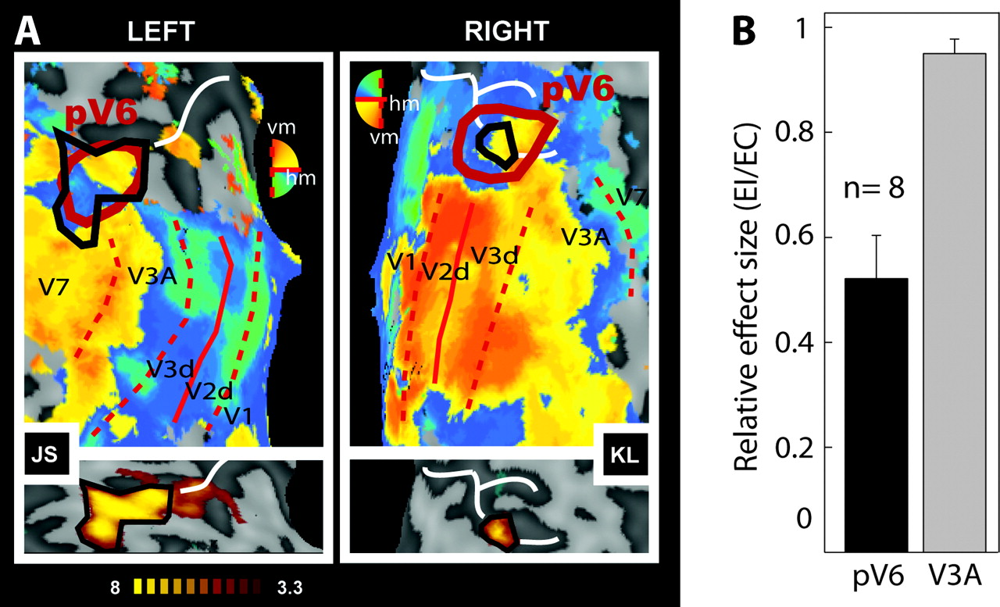 A
LEFT
RIGHT
pV6
vm
hm
V7
V3A
V3d
V2d
V1
JS
hm
vm
pV6
V7
V3A
V3d
V2d
V1
KL
8
3.3
B
Relative effect size (EI/EC)
1
0.8
0.6
0.4
0.2
0
n= 8
pV6
V3A